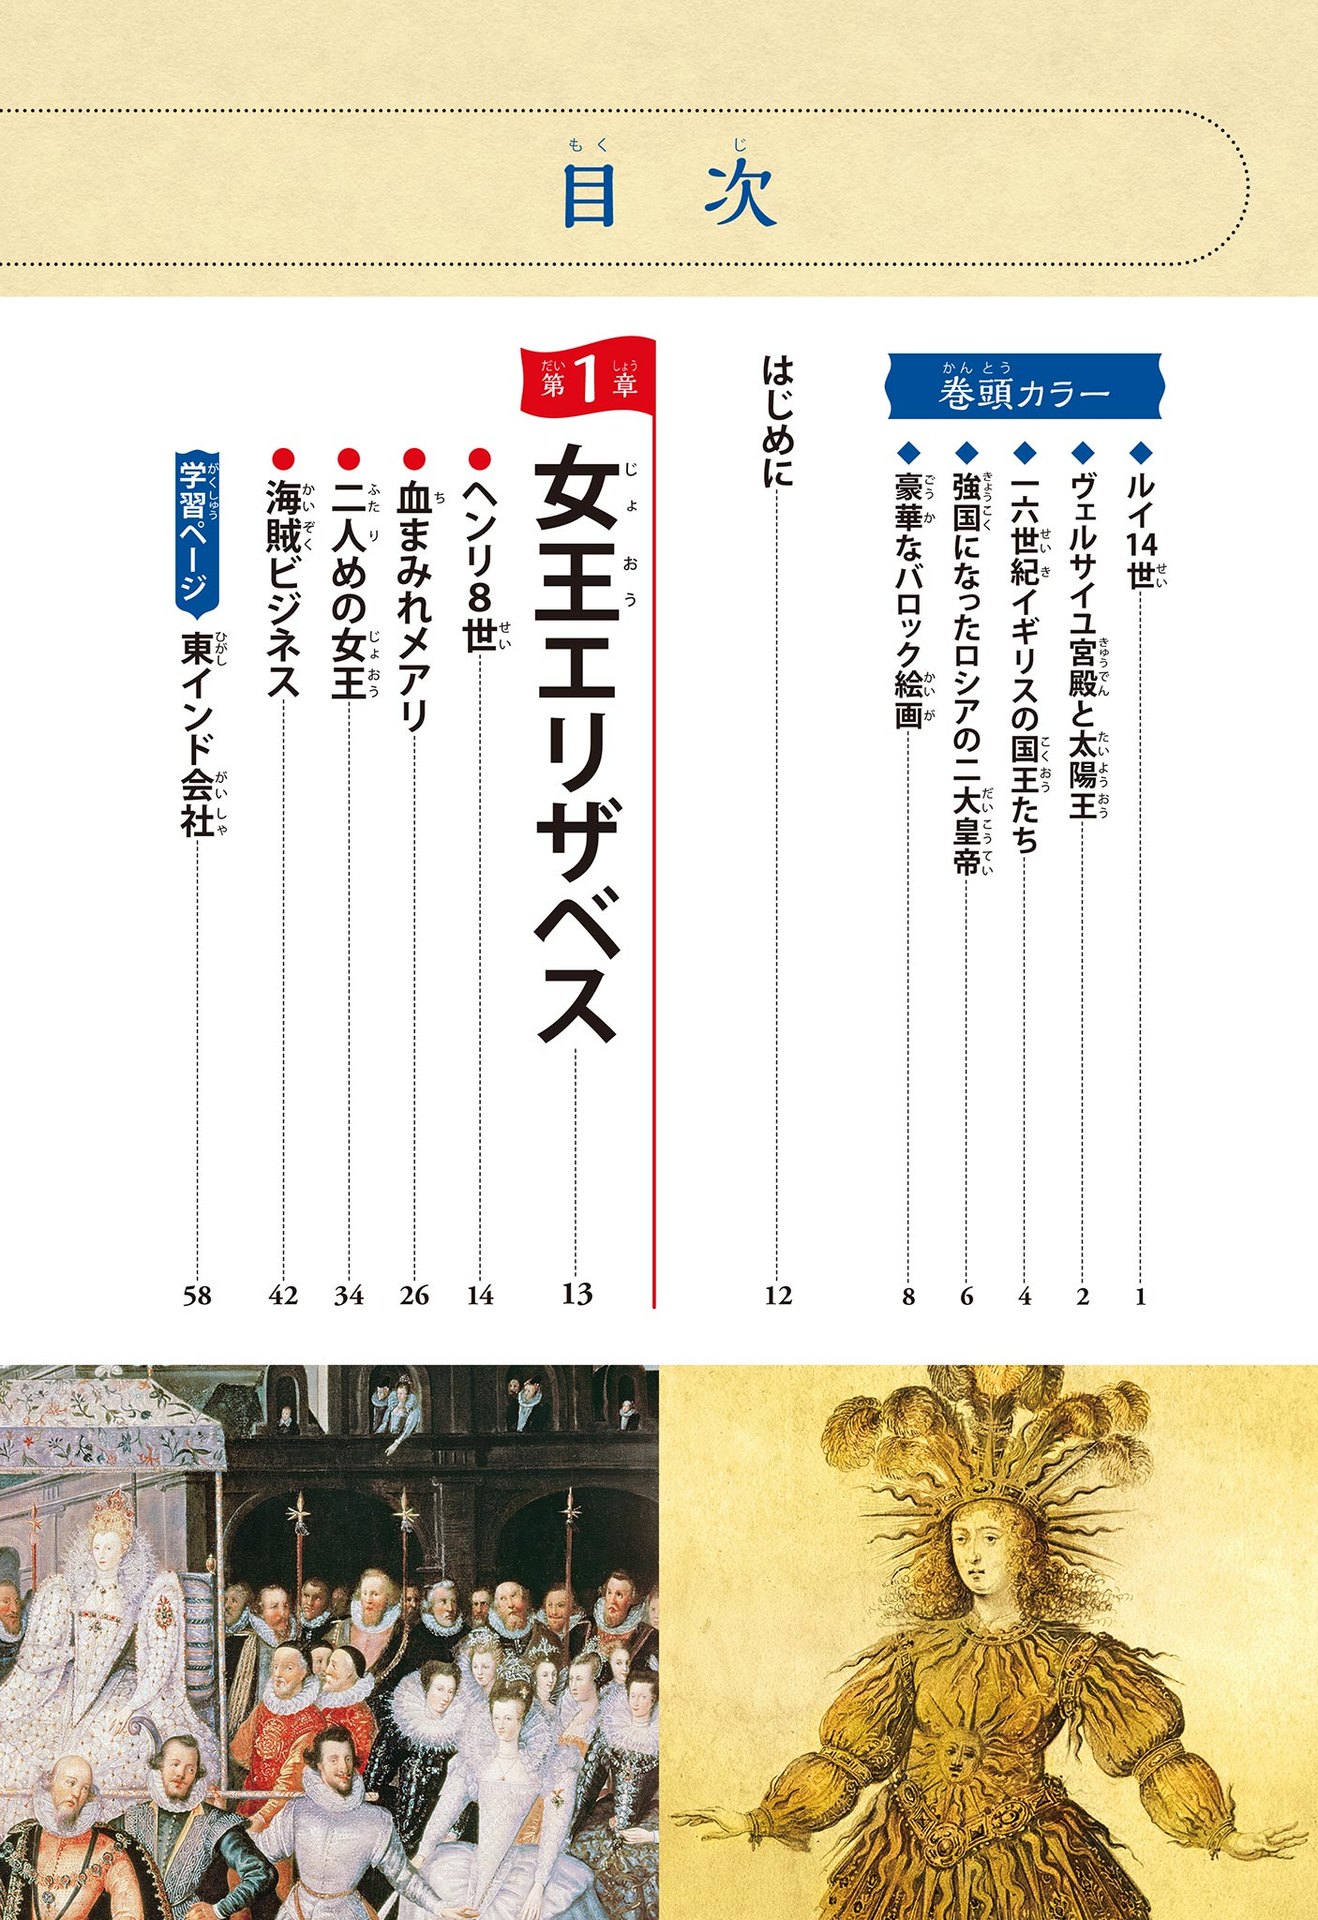 目次
巻頭カラー
◆ルイ14世 1
◆ヴェルサイユ宮殿と太陽王 2
◆一六世紀イギリスの国王たち 4
◆強国になったロシアの二大皇帝 6
◆豪華なバロック絵画 8
はじめに 12
第1章
女王エリザベス 13
●ヘンリ8世 14
●血まみれメアリ 26
●二人めの女王 34
●海賊ビジネス 42
学習ページ 東インド会社 58